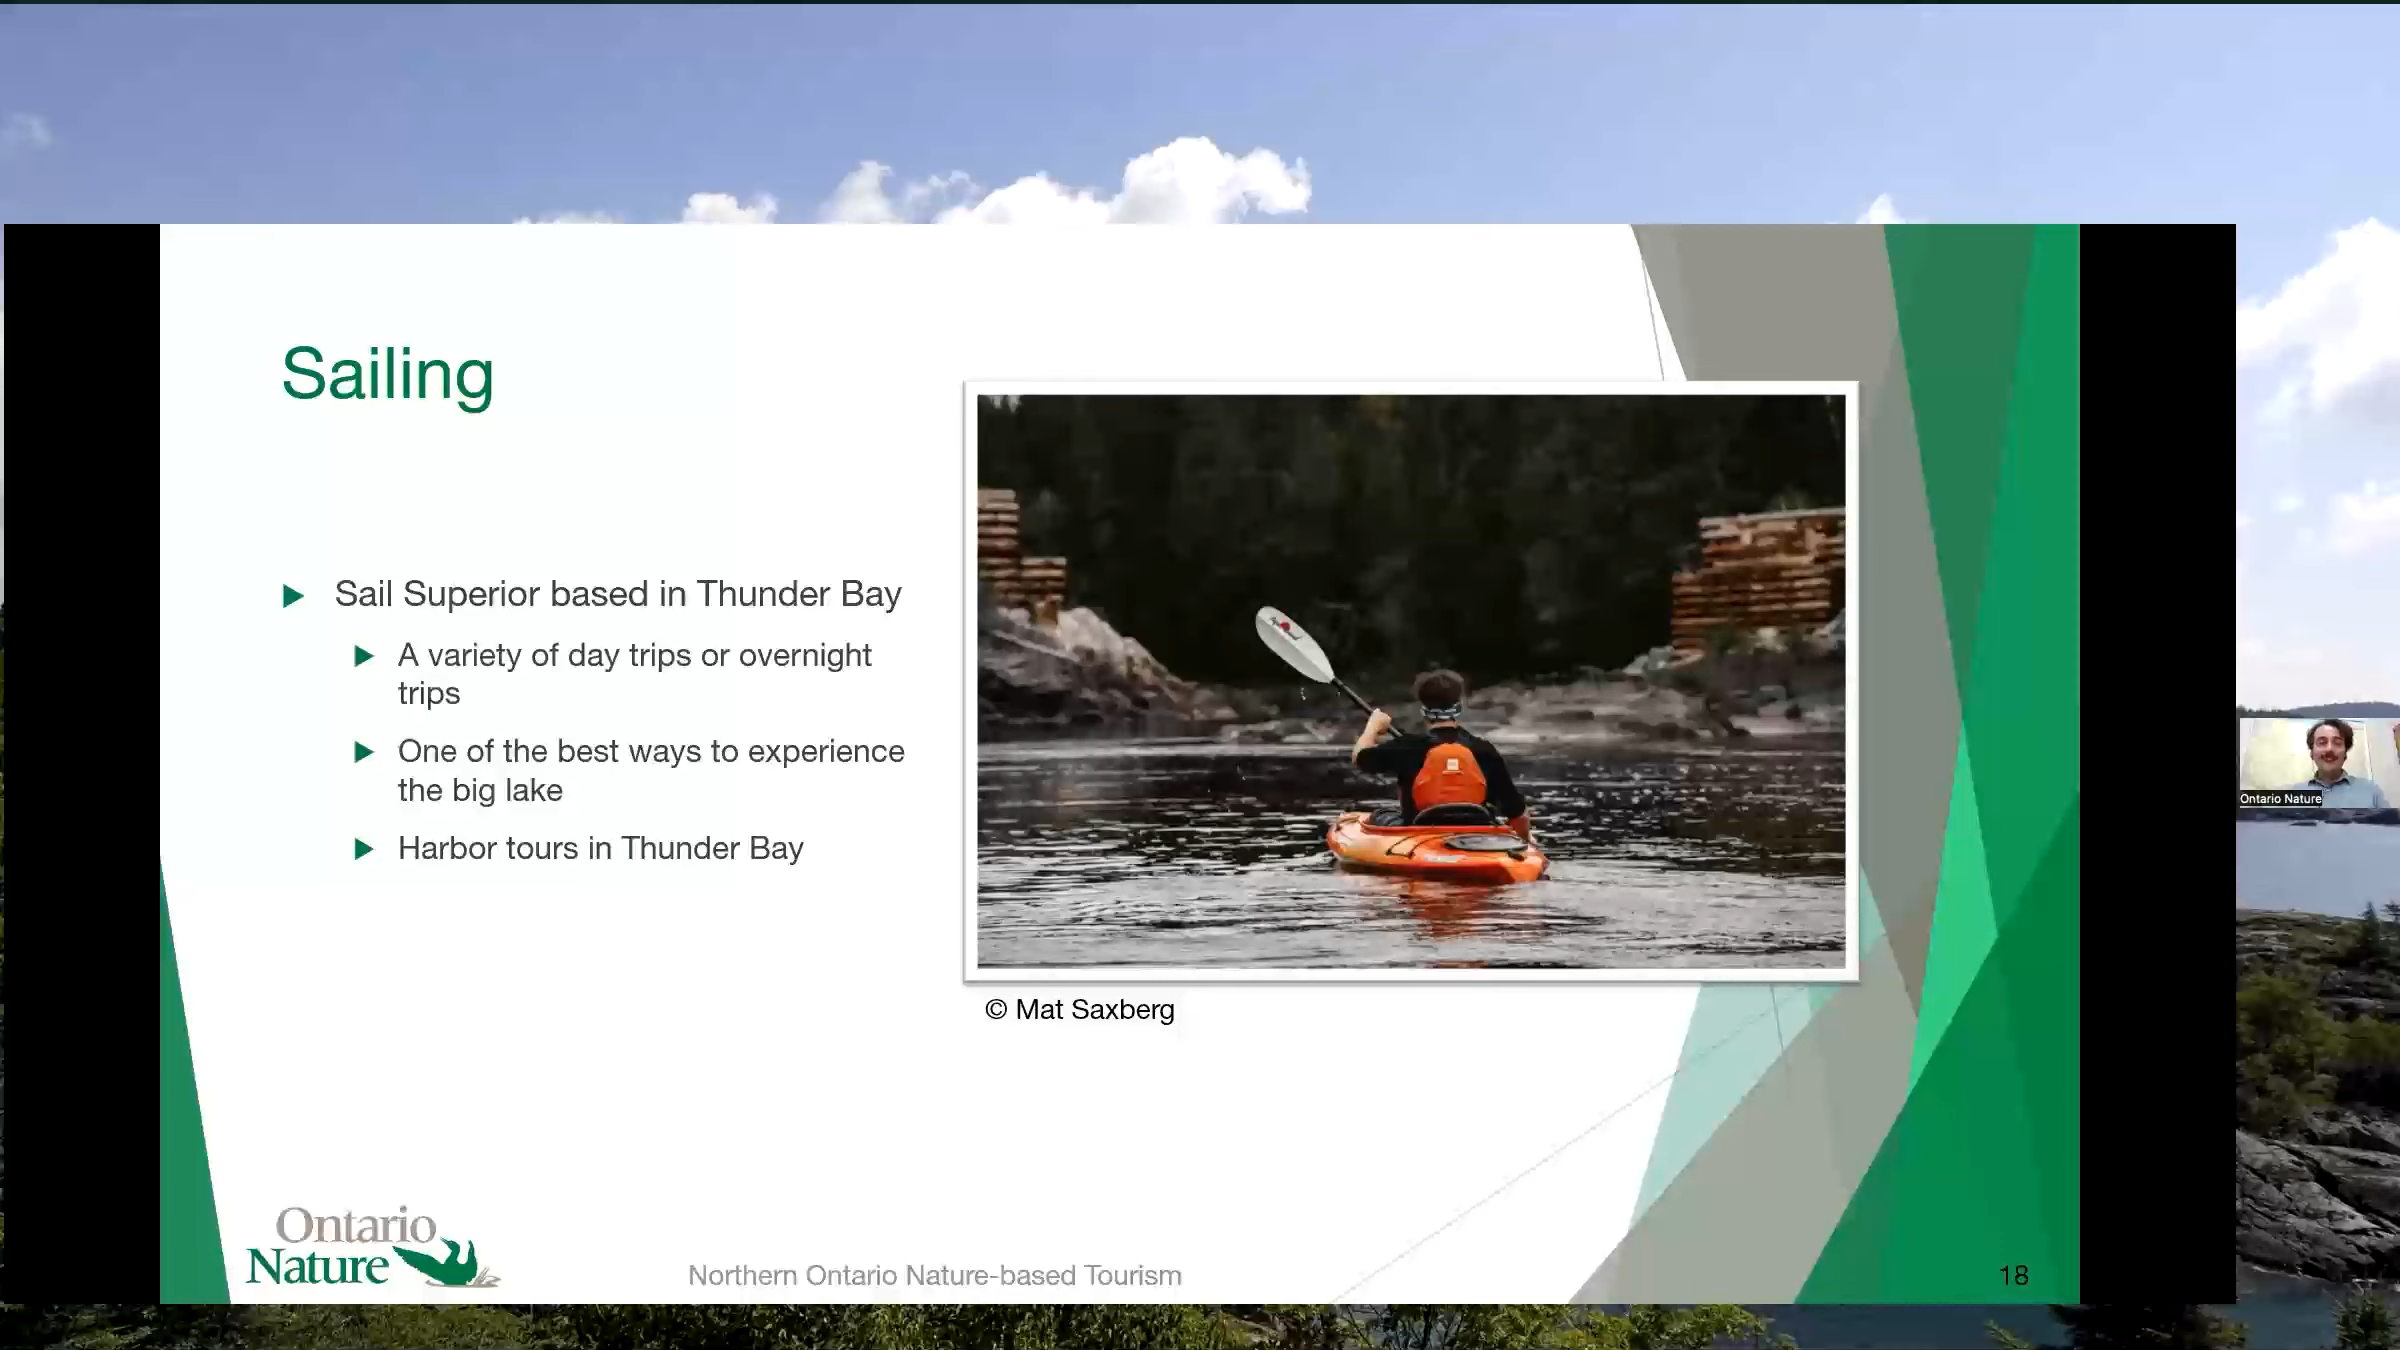 Sailing
Sail Superior based in Thunder Bay
A variety of day trips or overnight
trips
One of the best ways to experience
the big lake
Harbor tours in Thunder Bay
© Mat Saxberg
Ontario Nature
Ontario
Nature
Northern Ontario Nature-based Tourism
18